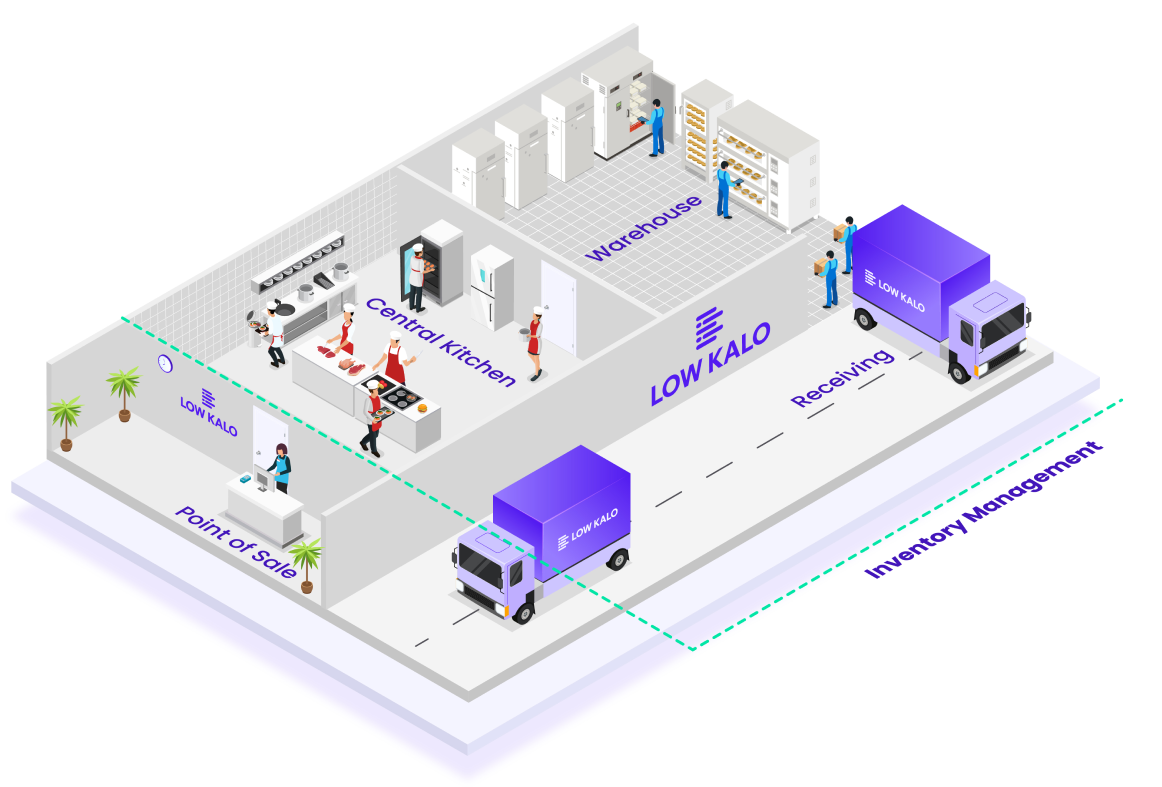 Warehouse
Central Kitchen
LOW KALO
LOW KALO
Receiving
LOW KALO
Point of Sale
LOW KALO
Inventory Management